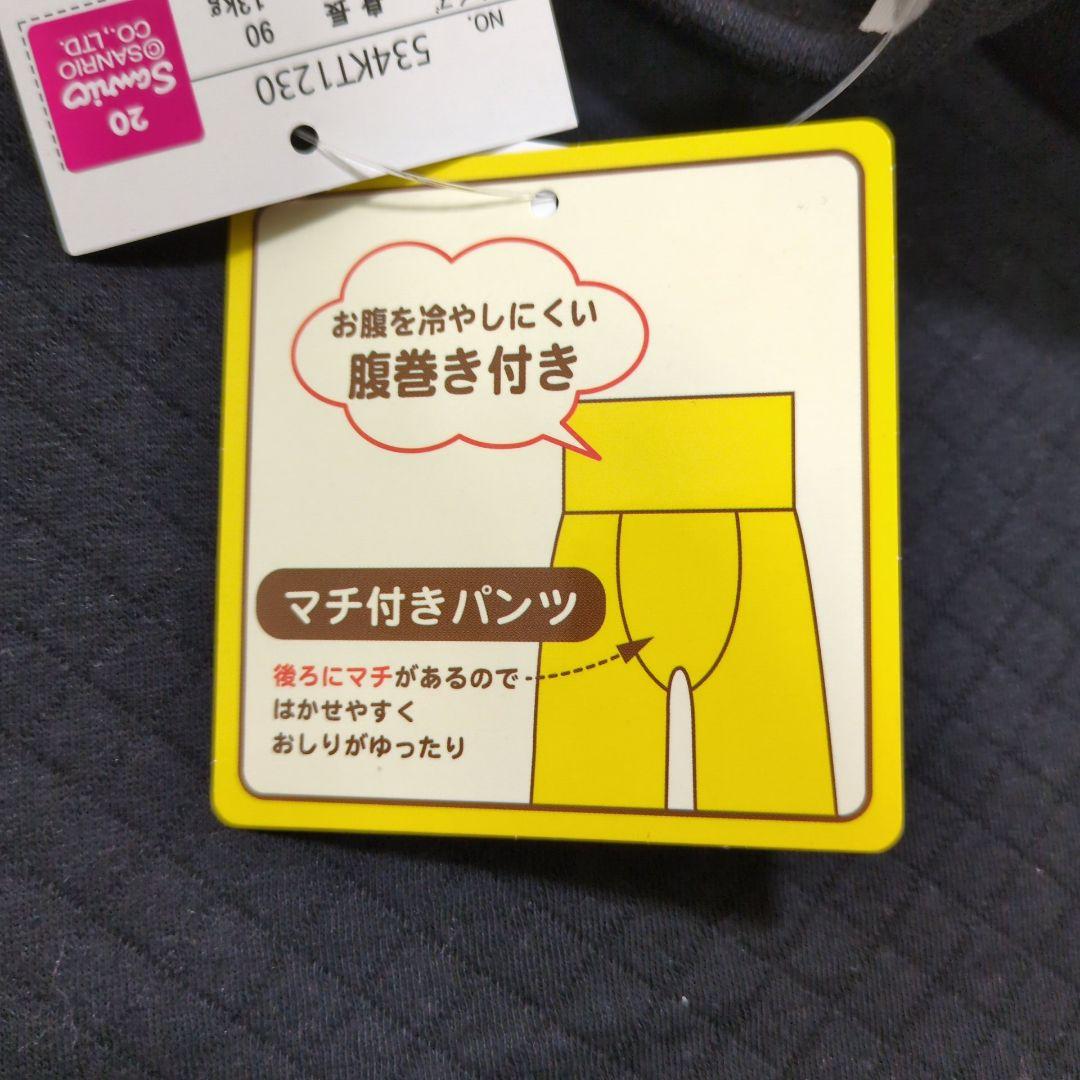 NO.
534KT1230
身長
90
13kg
20
Sanrio
©SANRIO
CO.,LTD.
お腹を冷やしにくい
腹巻き付き
マチ付きパンツ
後ろにマチがあるので
はかせやすく
おしりがゆったり